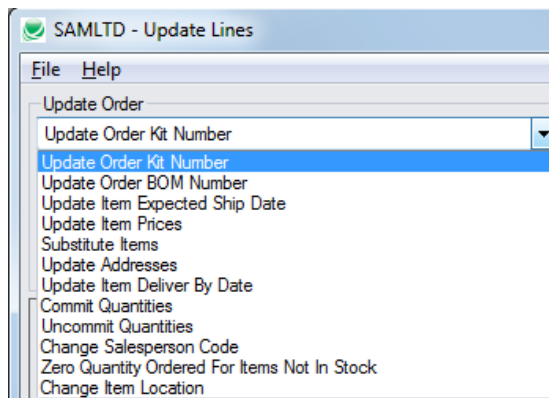 SAMLTD - Update Lines
File Help
Update Order
Update Order Kit Number
Update Order Kit Number
Update Order BOM Number
Update Item Expected Ship Date
Update Item Prices
Substitute Items
Update Addresses
Update Item Deliver By Date
Commit Quantities
Uncommit Quantities
Change Salesperson Code
Zero Quantity Ordered For Items Not In Stock
Change Item Location